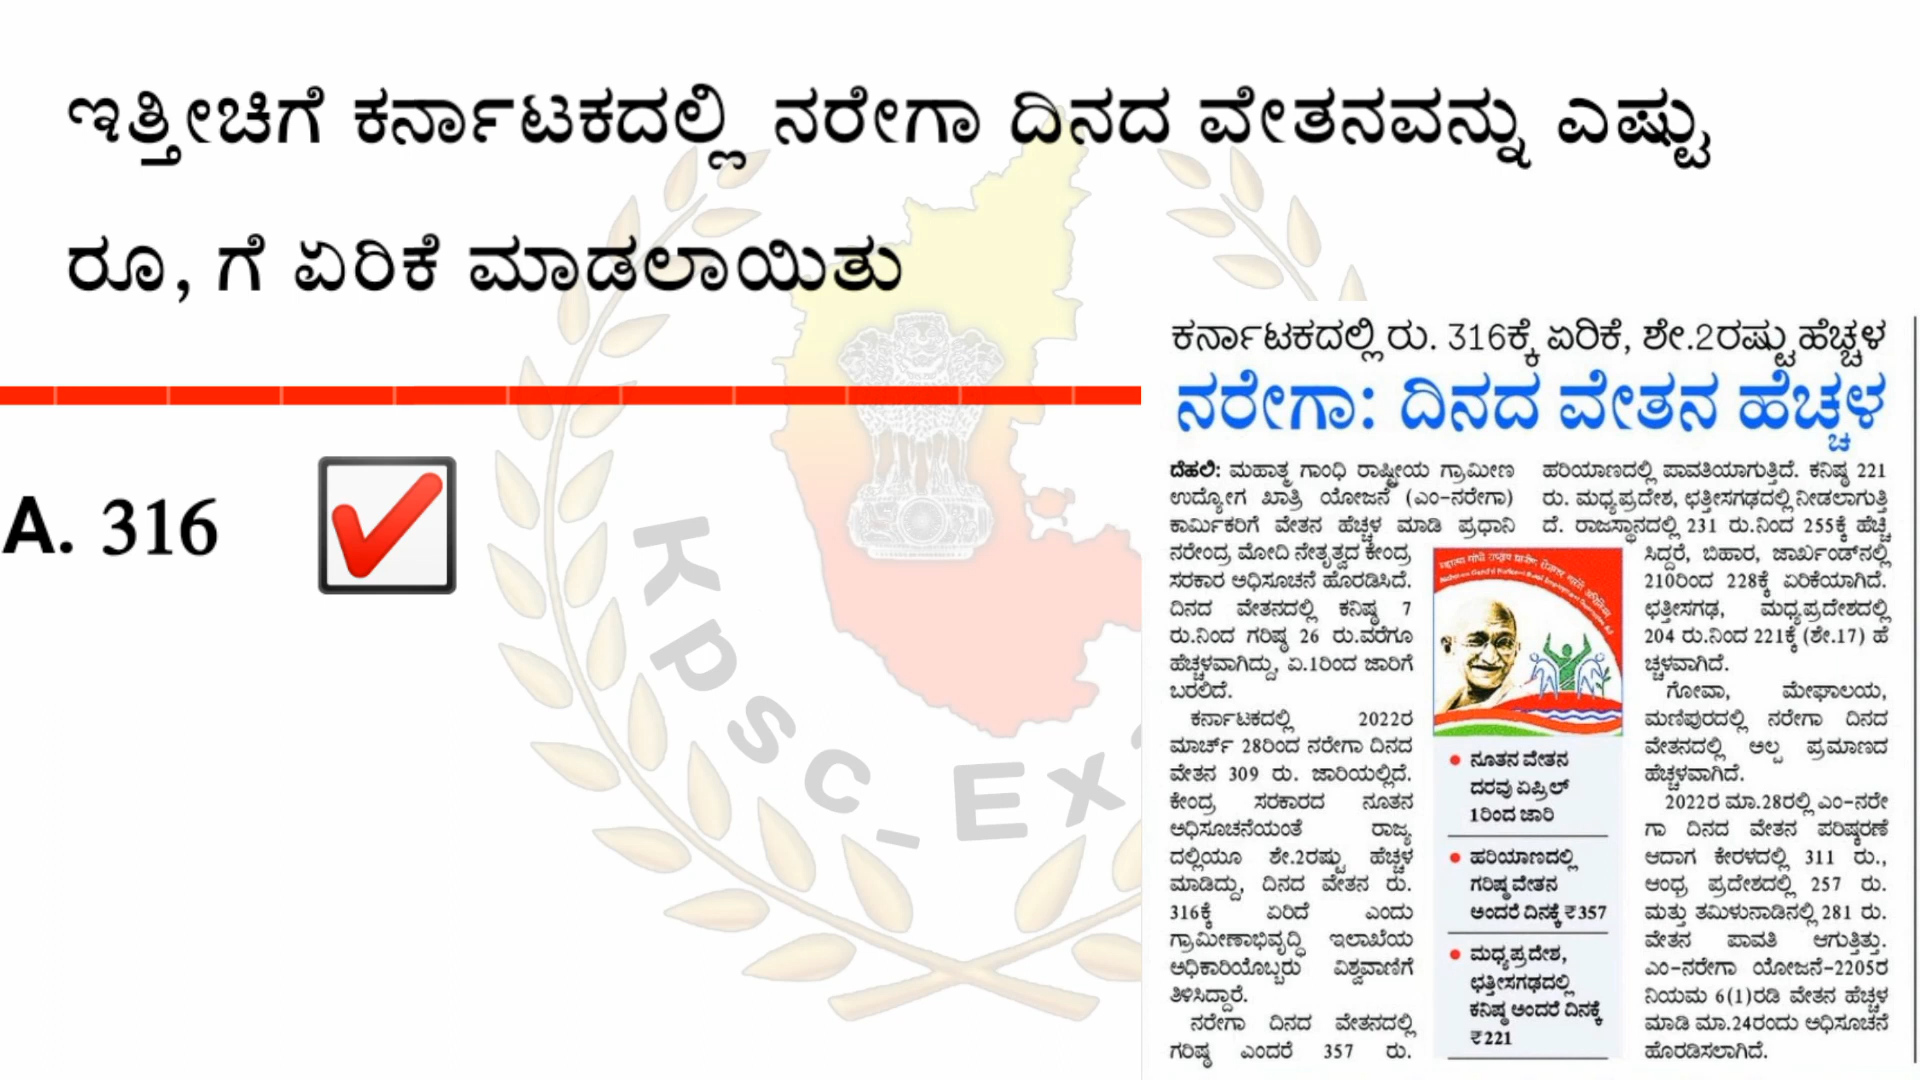 ಇತ್ತೀಚಿಗೆ ಕರ್ನಾಟಕದಲ್ಲಿ ನರೇಗಾ ದಿನದ ವೇತನವನ್ನು ಎಷ್ಟು
ರೂ, ಗೆ ಏರಿಕೆ ಮಾಡಲಾಯಿತು
A. 316
Kpsc_Ex
ಕರ್ನಾಟಕದಲ್ಲಿ ರು. 316ಕ್ಕೆ ಏರಿಕೆ, ಶೇ.2ರಷ್ಟು ಹೆಚ್ಚಳ
ನರೇಗಾ: ದಿನದ ವೇತನ ಹೆಚ್ಚಳ
ದೆಹಲಿ: ಮಹಾತ್ಮ ಗಾಂಧಿ ರಾಷ್ಟ್ರೀಯ ಗ್ರಾಮೀಣ
ಉದ್ಯೋಗ ಖಾತ್ರಿ ಯೋಜನೆ (ಎಂ-ನರೇಗಾ)
ಕಾರ್ಮಿಕರಿಗೆ ವೇತನ ಹೆಚ್ಚಳ ಮಾಡಿ ಪ್ರಧಾನಿ
ನರೇಂದ್ರ ಮೋದಿ ನೇತೃತ್ವದ ಕೇಂದ್ರ
ಸರಕಾರ ಅಧಿಸೂಚನೆ ಹೊರಡಿಸಿದೆ.
ದಿನದ ವೇತನದಲ್ಲಿ ಕನಿಷ್ಠ 7
ರು.ನಿಂದ ಗರಿಷ್ಠ 26 ರು.ವರೆಗೂ
ಹೆಚ್ಚಳವಾಗಿದ್ದು, ಏ.1ರಿಂದ ಜಾರಿಗೆ
ಬರಲಿದೆ.
ಕರ್ನಾಟಕದಲ್ಲಿ 2022ರ
ಮಾರ್ಚ್ 28ರಿಂದ ನರೇಗಾ ದಿನದ
ವೇತನ 309 ರು. ಜಾರಿಯಲ್ಲಿದೆ.
ಕೇಂದ್ರ ಸರಕಾರದ ನೂತನ
ಅಧಿಸೂಚನೆಯಂತೆ ರಾಜ್ಯ
ದಲ್ಲಿಯೂ ಶೇ.2ರಷ್ಟು ಹೆಚ್ಚಳ
ಮಾಡಿದ್ದು, ದಿನದ ವೇತನ ರು.
316ಕ್ಕೆ ಏರಿದೆ ಎಂದು
ಗ್ರಾಮೀಣಾಭಿವೃದ್ಧಿ ಇಲಾಖೆಯ
ಅಧಿಕಾರಿಯೊಬ್ಬರು ವಿಶ್ವವಾಣಿಗೆ
ತಿಳಿಸಿದ್ದಾರೆ.
ನರೇಗಾ ದಿನದ ವೇತನದಲ್ಲಿ
ಗರಿಷ್ಠ ಎಂದರೆ 357 ರು.
ಹರಿಯಾಣದಲ್ಲಿ ಪಾವತಿಯಾಗುತ್ತಿದೆ. ಕನಿಷ್ಠ 221
ರು. ಮಧ್ಯಪ್ರದೇಶ, ಛತ್ತೀಸಗಢದಲ್ಲಿ ನೀಡಲಾಗುತ್ತಿ
ದೆ. ರಾಜಸ್ಥಾನದಲ್ಲಿ 231 ರು.ನಿಂದ 255ಕ್ಕೆ ಹೆಚ್ಚಿ
ಸಿದ್ದರೆ, ಬಿಹಾರ, ಜಾರ್ಖಂಡ್‌ನಲ್ಲಿ
210ರಿಂದ 228ಕ್ಕೆ ಏರಿಕೆಯಾಗಿದೆ.
ಛತ್ತೀಸಗಢ, ಮಧ್ಯಪ್ರದೇಶದಲ್ಲಿ
204 ರು.ನಿಂದ 221ಕ್ಕೆ (ಶೇ.17) ಹೆ
ಚ್ಚಳವಾಗಿದೆ.
ಗೋವಾ, ಮೇಘಾಲಯ,
ಮಣಿಪುರದಲ್ಲಿ ನರೇಗಾ ದಿನದ
ವೇತನದಲ್ಲಿ ಅಲ್ಪ ಪ್ರಮಾಣದ
ಹೆಚ್ಚಳವಾಗಿದೆ.
2022ರ ಮಾ.28ರಲ್ಲಿ ಎಂ-ನರೇ
ಗಾ ದಿನದ ವೇತನ ಪರಿಷ್ಕರಣೆ
ಆದಾಗ ಕೇರಳದಲ್ಲಿ 311 ರು.,
ಆಂಧ್ರ ಪ್ರದೇಶದಲ್ಲಿ 257 ರು.
ಮತ್ತು ತಮಿಳುನಾಡಿನಲ್ಲಿ 281 ರು.
ವೇತನ ಪಾವತಿ ಆಗುತ್ತಿತ್ತು.
ಎಂ-ನರೇಗಾ ಯೋಜನೆ-2205ರ
ನಿಯಮ 6(1)ರಡಿ ವೇತನ ಹೆಚ್ಚಳ
ಮಾಡಿ ಮಾ.24ರಂದು ಅಧಿಸೂಚನೆ
ಹೊರಡಿಸಲಾಗಿದೆ.
• ನೂತನ ವೇತನ
ದರವು ಏಪ್ರಿಲ್
1ರಿಂದ ಜಾರಿ
• ಹರಿಯಾಣದಲ್ಲಿ
ಗರಿಷ್ಠ ವೇತನ
ಅಂದರೆ ದಿನಕ್ಕೆ ₹357
• ಮಧ್ಯಪ್ರದೇಶ,
ಛತ್ತೀಸಗಢದಲ್ಲಿ
ಕನಿಷ್ಠ ಅಂದರೆ ದಿನಕ್ಕೆ
₹221